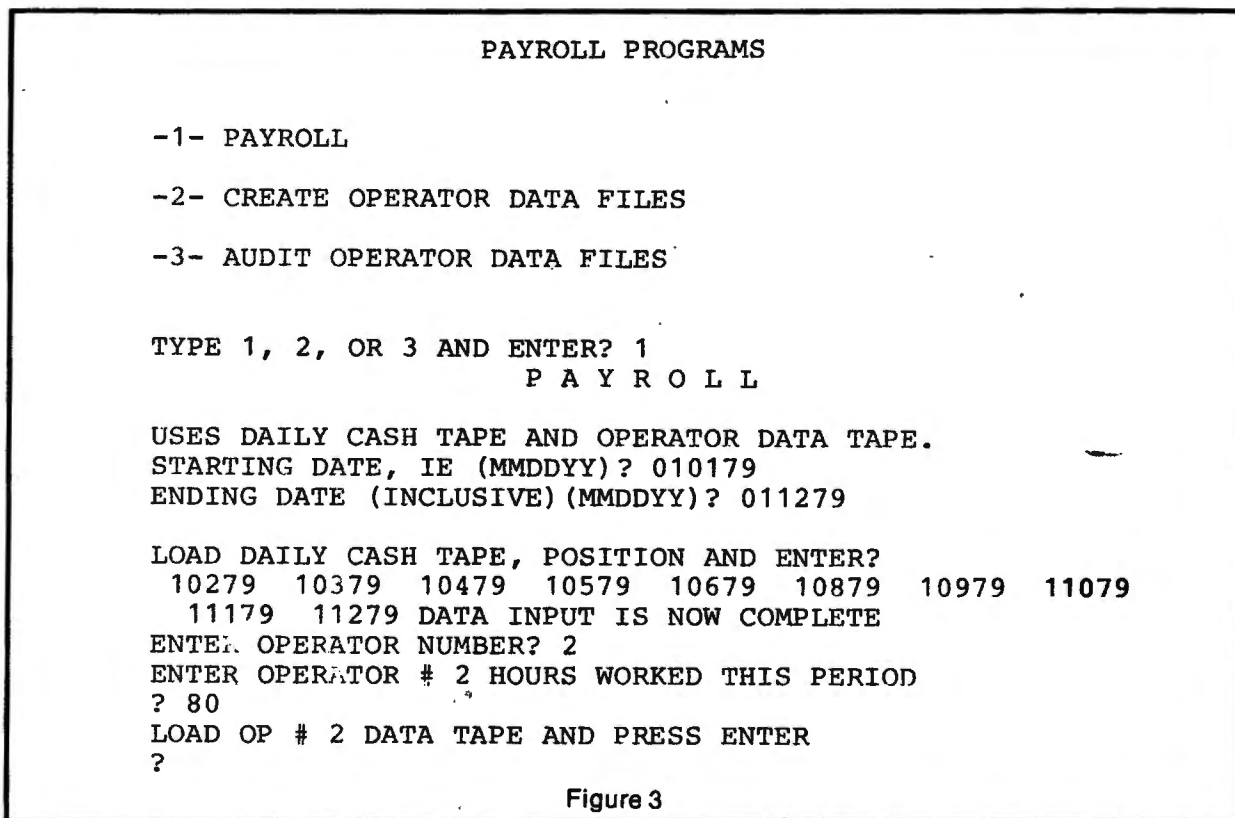 PAYROLL PROGRAMS
-1- PAYROLL
-2- CREATE OPERATOR DATA FILES
-3- AUDIT OPERATOR DATA FILES
TYPE 1, 2, OR 3 AND ENTER? 1
P A Y R O L L
USES DAILY CASH TAPE AND OPERATOR DATA TAPE.
STARTING DATE, IE (MMDDYY)? 010179
ENDING DATE (INCLUSIVE)(MMDDYY)? 011279
LOAD DAILY CASH TAPE, POSITION AND ENTER?
10279 10379 10479 10579 10679 10879 10979 11079
11179 11279 DATA INPUT IS NOW COMPLETE
ENTER OPERATOR NUMBER? 2
ENTER OPERATOR # 2 HOURS WORKED THIS PERIOD
? 80
LOAD OP # 2 DATA TAPE AND PRESS ENTER
?
Figure 3